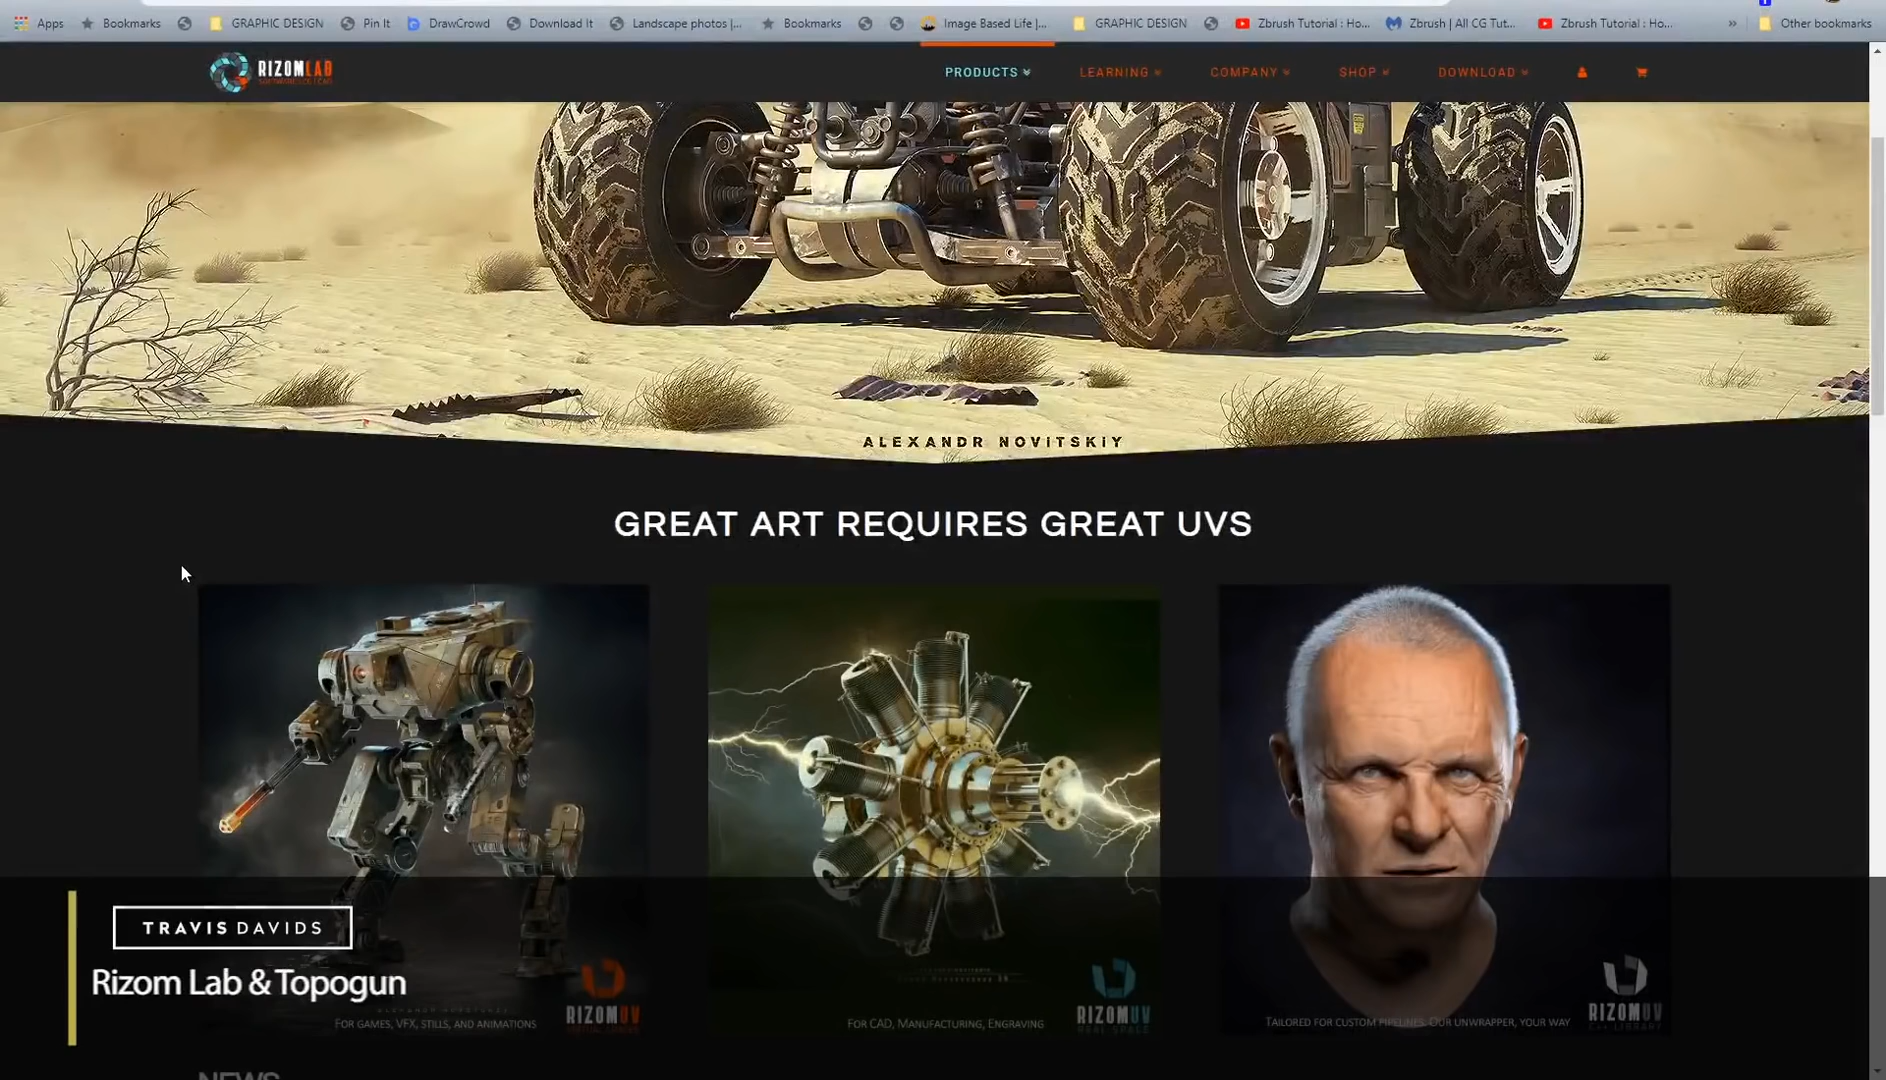 Apps
Bookmarks
GRAPHIC DESIGN
Pin It
DrawCrowd
Download It
Landscape photos |...
Bookmarks
Image Based Life |...
GRAPHIC DESIGN
Zbrush Tutorial : Ho...
Zbrush | All CG Tut...
Zbrush Tutorial : Ho...
»
Other bookmarks
RIZOMLAB
PRODUCTS
LEARNING
COMPANY
SHOP
DOWNLOAD
ALEXANDR NOVITSKIY
GREAT ART REQUIRES GREAT UVS
TRAVIS DAVIDS
Rizom Lab & Topogun
FOR GAMES, VFX, STILLS, AND ANIMATIONS
RIZOMUV
FOR CAD, MANUFACTURING, ENGRAVING
RIZOMUV
REAL SPACE
TAILORED FOR CUSTOM PIPELINES. OUR UNWRAPPER, YOUR WAY
RIZOMUV
NEWS